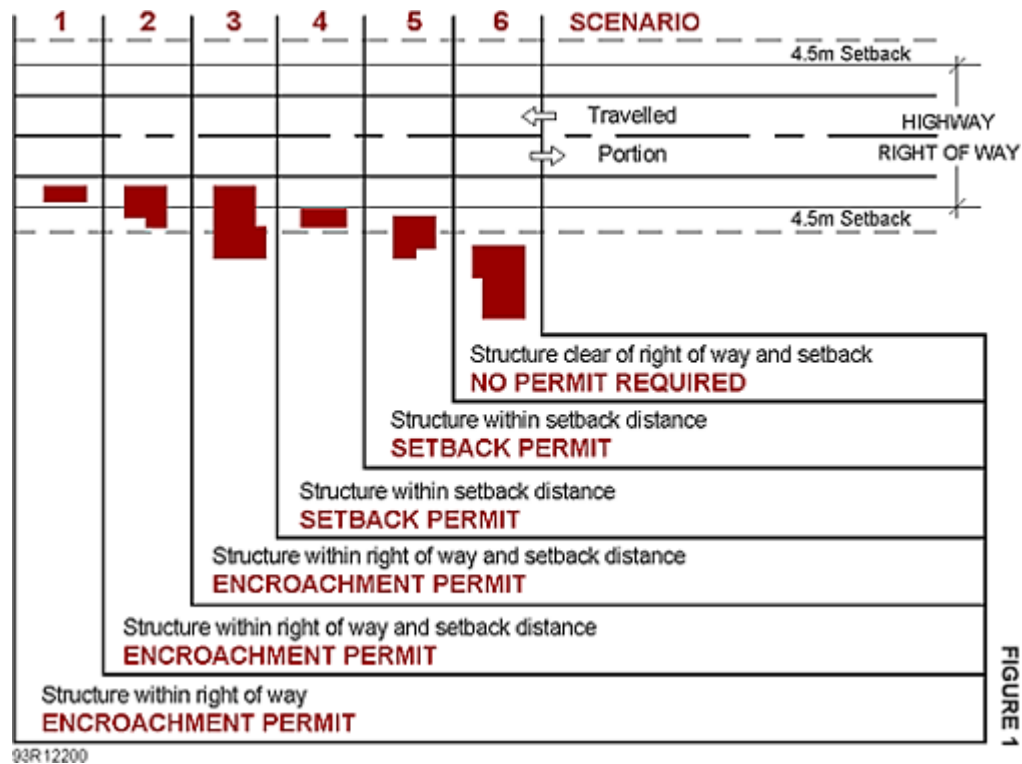 1 2 3 4 5 6 SCENARIO
4.5m Setback
Travelled
HIGHWAY
Portion
RIGHT OF WAY
4.5m Setback
Structure clear of right of way and setback
NO PERMIT REQUIRED
Structure within setback distance
SETBACK PERMIT
Structure within setback distance
SETBACK PERMIT
Structure within right of way and setback distance
ENCROACHMENT PERMIT
Structure within right of way and setback distance
ENCROACHMENT PERMIT
Structure within right of way
ENCROACHMENT PERMIT
FIGURE 1
93R12200